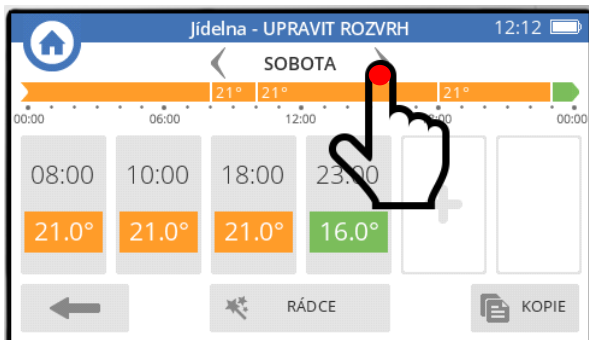 Jídelna - UPRAVIT ROZVRH 12:12
SOBOTA
21° 21° 21°
00:00 06:00 12:00 00:00
08:00 10:00 18:00 23:00
21.0° 21.0° 21.0° 16.0°
+
RÁDCE KOPIE